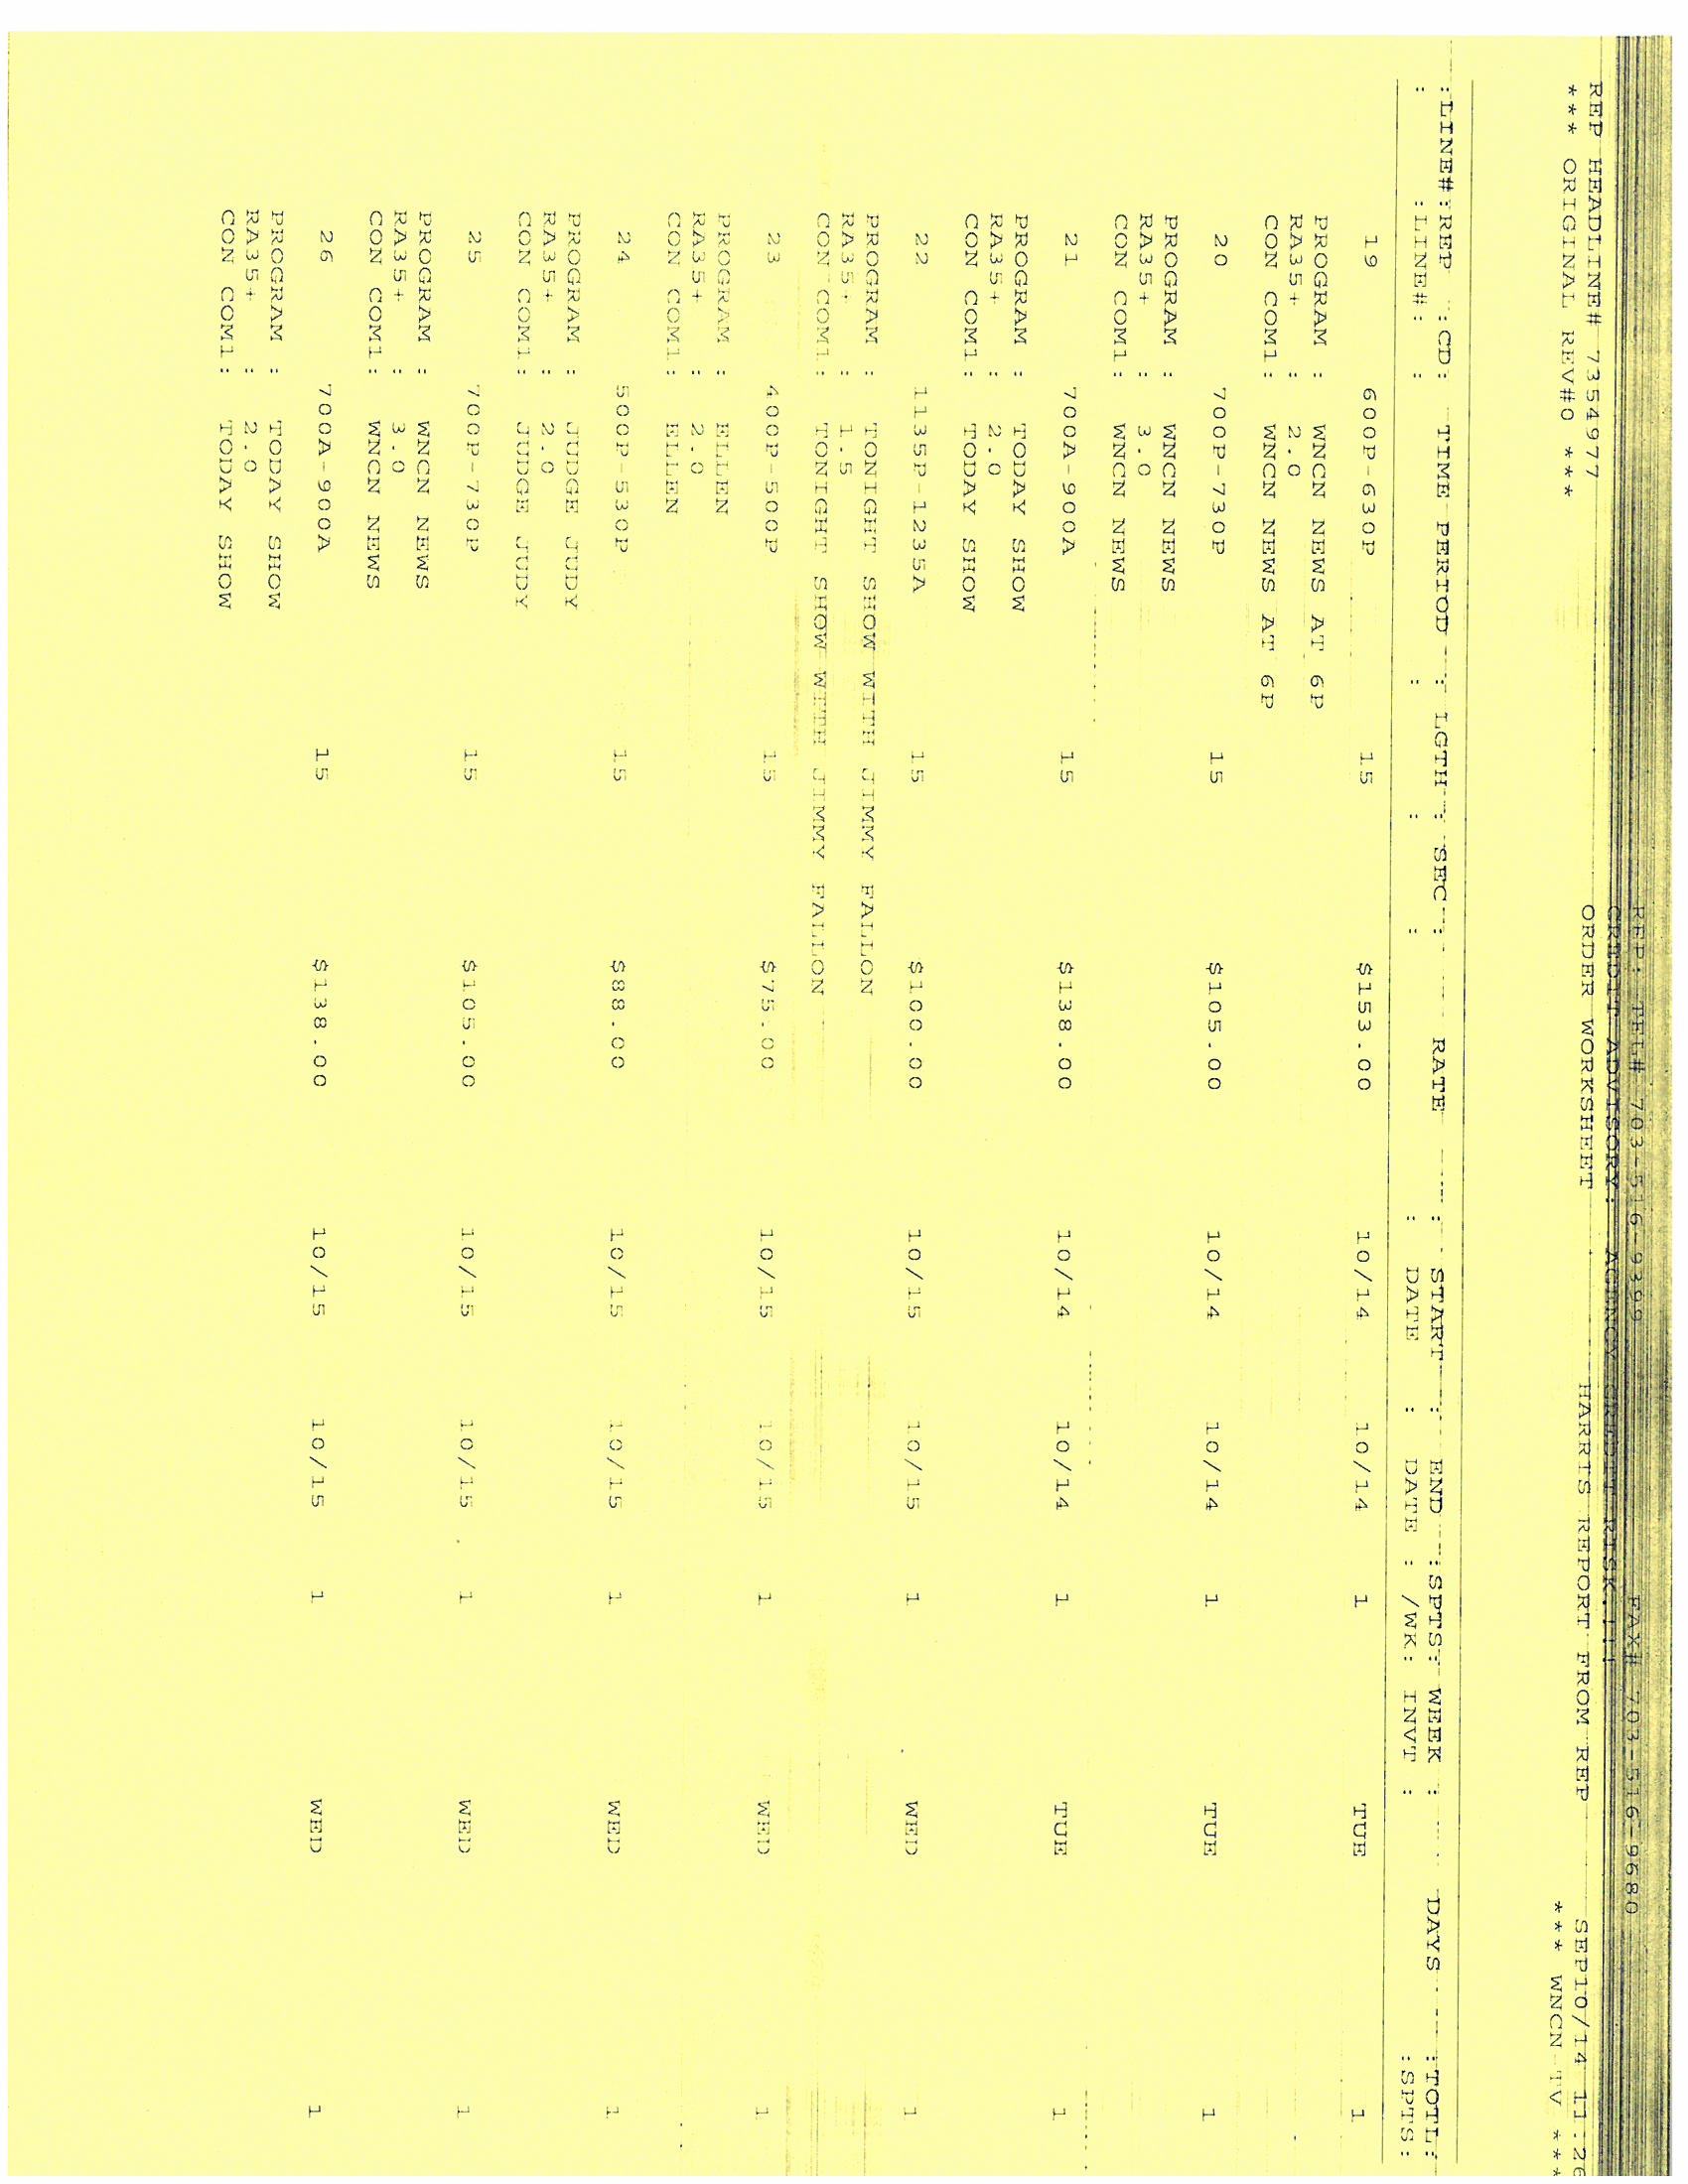 REP: TEL# 703-516-9399 FAX# 703-516-9680
CREDIT ADVISORY: AGENCY CREDIT RISK
ORDER WORKSHEET HARRIS REPORT FROM REP SEP10/14 11:26
REP HEADLINE# 7354977
*** ORIGINAL REV#0 *** *** WNCN-TV ***
:LINE#:REP :CD: TIME PERIOD : LGTH : SEC : RATE : START : END :SPTS: WEEK : DAYS :TOTL:
: :LINE#: : : : : : DATE : DATE : /WK: INVT : :SPTS:
19 600P-630P 15 $153.00 10/14 10/14 1 TUE 1
PROGRAM : WNCN NEWS AT 6P
RA35+ : 2.0
CON COM1: WNCN NEWS AT 6P
20 700P-730P 15 $105.00 10/14 10/14 1 TUE 1
PROGRAM : WNCN NEWS
RA35+ : 3.0
CON COM1: WNCN NEWS
21 700A-900A 15 $138.00 10/14 10/14 1 TUE 1
PROGRAM : TODAY SHOW
RA35+ : 2.0
CON COM1: TODAY SHOW
22 1135P-1235A 15 $100.00 10/15 10/15 1 WED 1
PROGRAM : TONIGHT SHOW WITH JIMMY FALLON
RA35+ : 1.5
CON COM1: TONIGHT SHOW WITH JIMMY FALLON
23 400P-500P 15 $75.00 10/15 10/15 1 WED 1
PROGRAM : ELLEN
RA35+ : 2.0
CON COM1: ELLEN
24 500P-530P 15 $88.00 10/15 10/15 1 WED 1
PROGRAM : JUDGE JUDY
RA35+ : 2.0
CON COM1: JUDGE JUDY
25 700P-730P 15 $105.00 10/15 10/15 1 WED 1
PROGRAM : WNCN NEWS
RA35+ : 3.0
CON COM1: WNCN NEWS
26 700A-900A 15 $138.00 10/15 10/15 1 WED 1
PROGRAM : TODAY SHOW
RA35+ : 2.0
CON COM1: TODAY SHOW